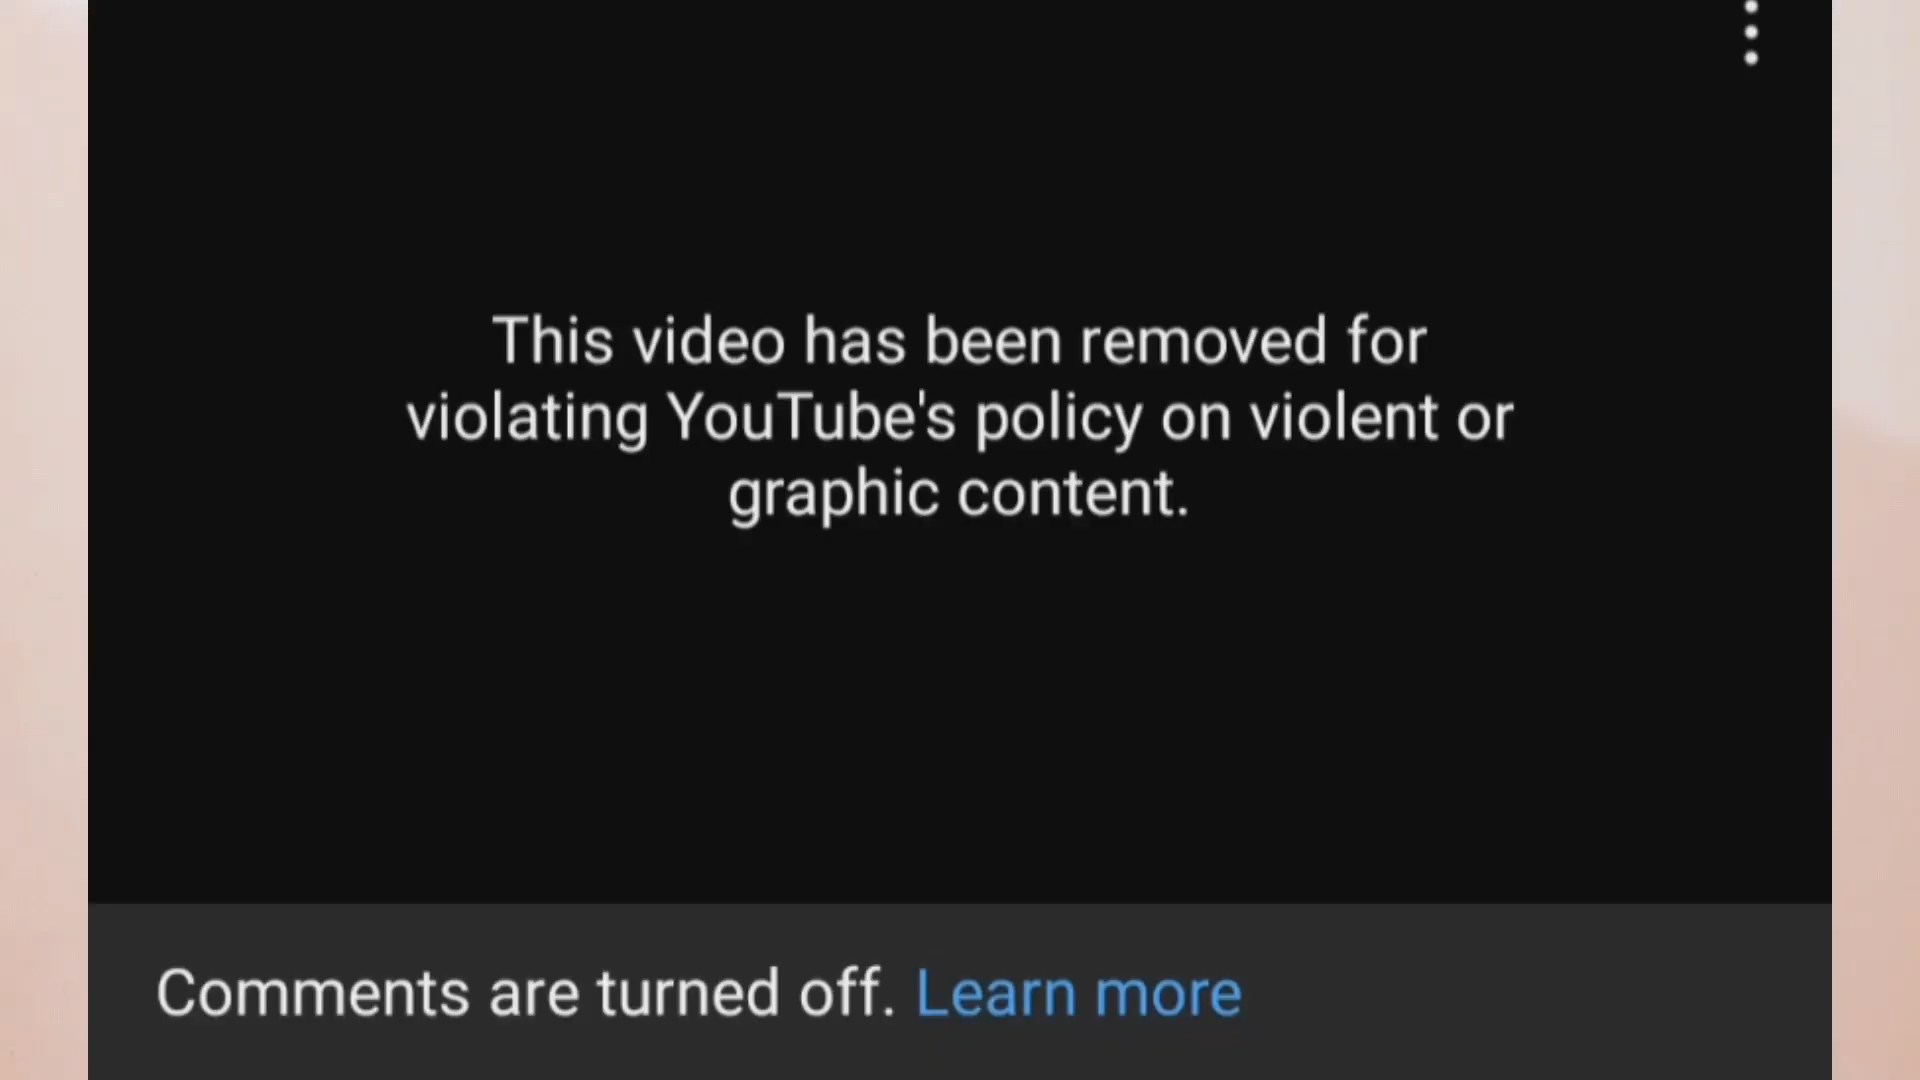 This video has been removed for
violating YouTube's policy on violent or
graphic content.
Comments are turned off. Learn more